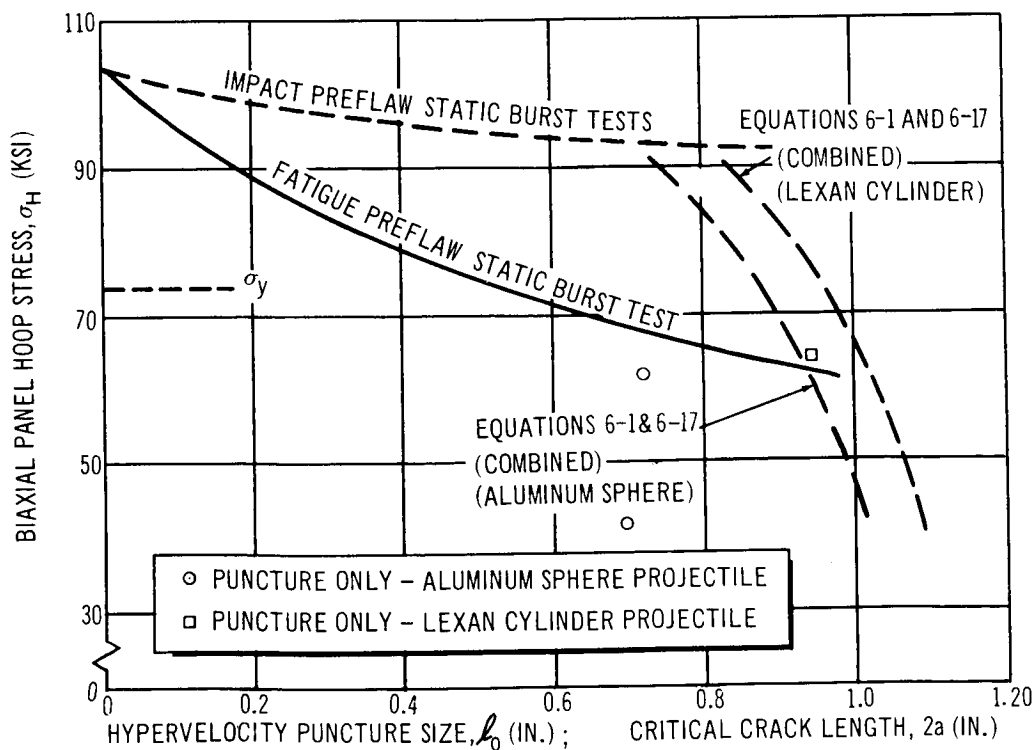 110
90
70
50
30
0
BIAXIAL PANEL HOOP STRESS, σH (KSI)
IMPACT PREFLAW STATIC BURST TESTS
EQUATIONS 6-1 AND 6-17
(COMBINED)
(LEXAN CYLINDER)
FATIGUE PREFLAW STATIC BURST TEST
σy
EQUATIONS 6-1 & 6-17
(COMBINED)
(ALUMINUM SPHERE)
PUNCTURE ONLY - ALUMINUM SPHERE PROJECTILE
PUNCTURE ONLY - LEXAN CYLINDER PROJECTILE
0 0.2 0.4 0.6 0.8 1.0 1.20
HYPERVELOCITY PUNCTURE SIZE, ℓ0 (IN.) ; CRITICAL CRACK LENGTH, 2a (IN.)